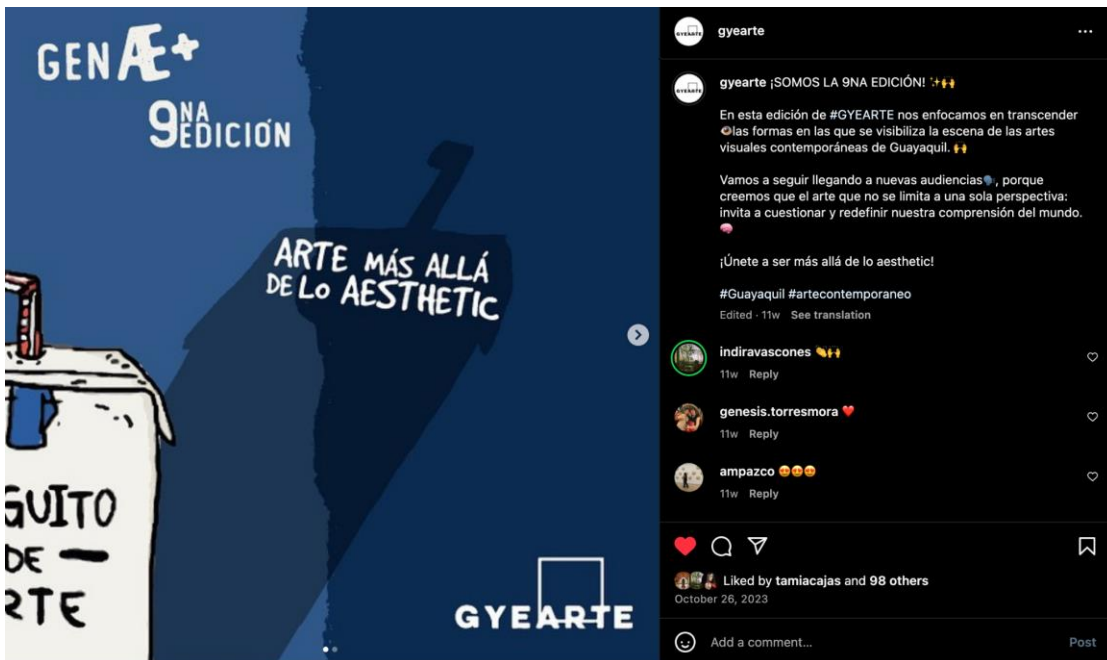 GEN Æ+
9NA EDICIÓN
ARTE MÁS ALLÁ
DE LO AESTHETIC
GUITO
DE
RTE
GYEARTE
gyearte
gyearte ¡SOMOS LA 9NA EDICIÓN! ✨🙌
En esta edición de #GYEARTE nos enfocamos en transcender
👁️las formas en las que se visibiliza la escena de las artes
visuales contemporáneas de Guayaquil. 🙌
Vamos a seguir llegando a nuevas audiencias🗣️, porque
creemos que el arte que no se limita a una sola perspectiva:
invita a cuestionar y redefinir nuestra comprensión del mundo.
🧠
¡Únete a ser más allá de lo aesthetic!
#Guayaquil #artecontemporaneo
Edited · 11w See translation
indiravascones 👏🙌
11w Reply
genesis.torresmora ❤️
11w Reply
ampazco 😍😍😍
11w Reply
Liked by tamiacajas and 98 others
October 26, 2023
Add a comment...
Post